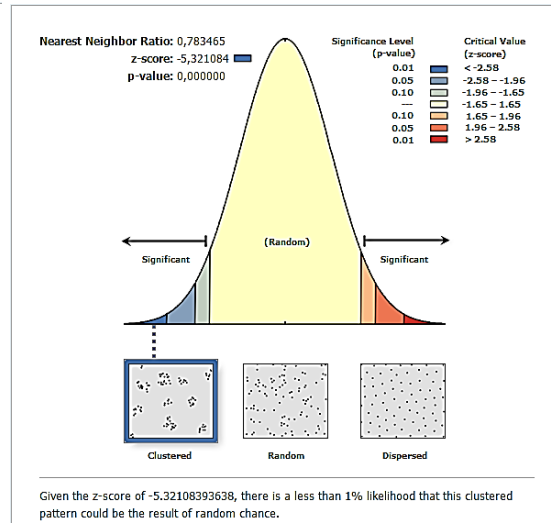 Nearest Neighbor Ratio: 0,783465
z-score: -5,321084
p-value: 0,000000
Significance Level (p-value)
Critical Value (z-score)
0.01 < -2.58
0.05 -2.58 – -1.96
0.10 -1.96 – -1.65
--- -1.65 – 1.65
0.10 1.65 – 1.96
0.05 1.96 – 2.58
0.01 > 2.58
Significant
(Random)
Significant
Clustered
Random
Dispersed
Given the z-score of -5.32108393638, there is a less than 1% likelihood that this clustered
pattern could be the result of random chance.